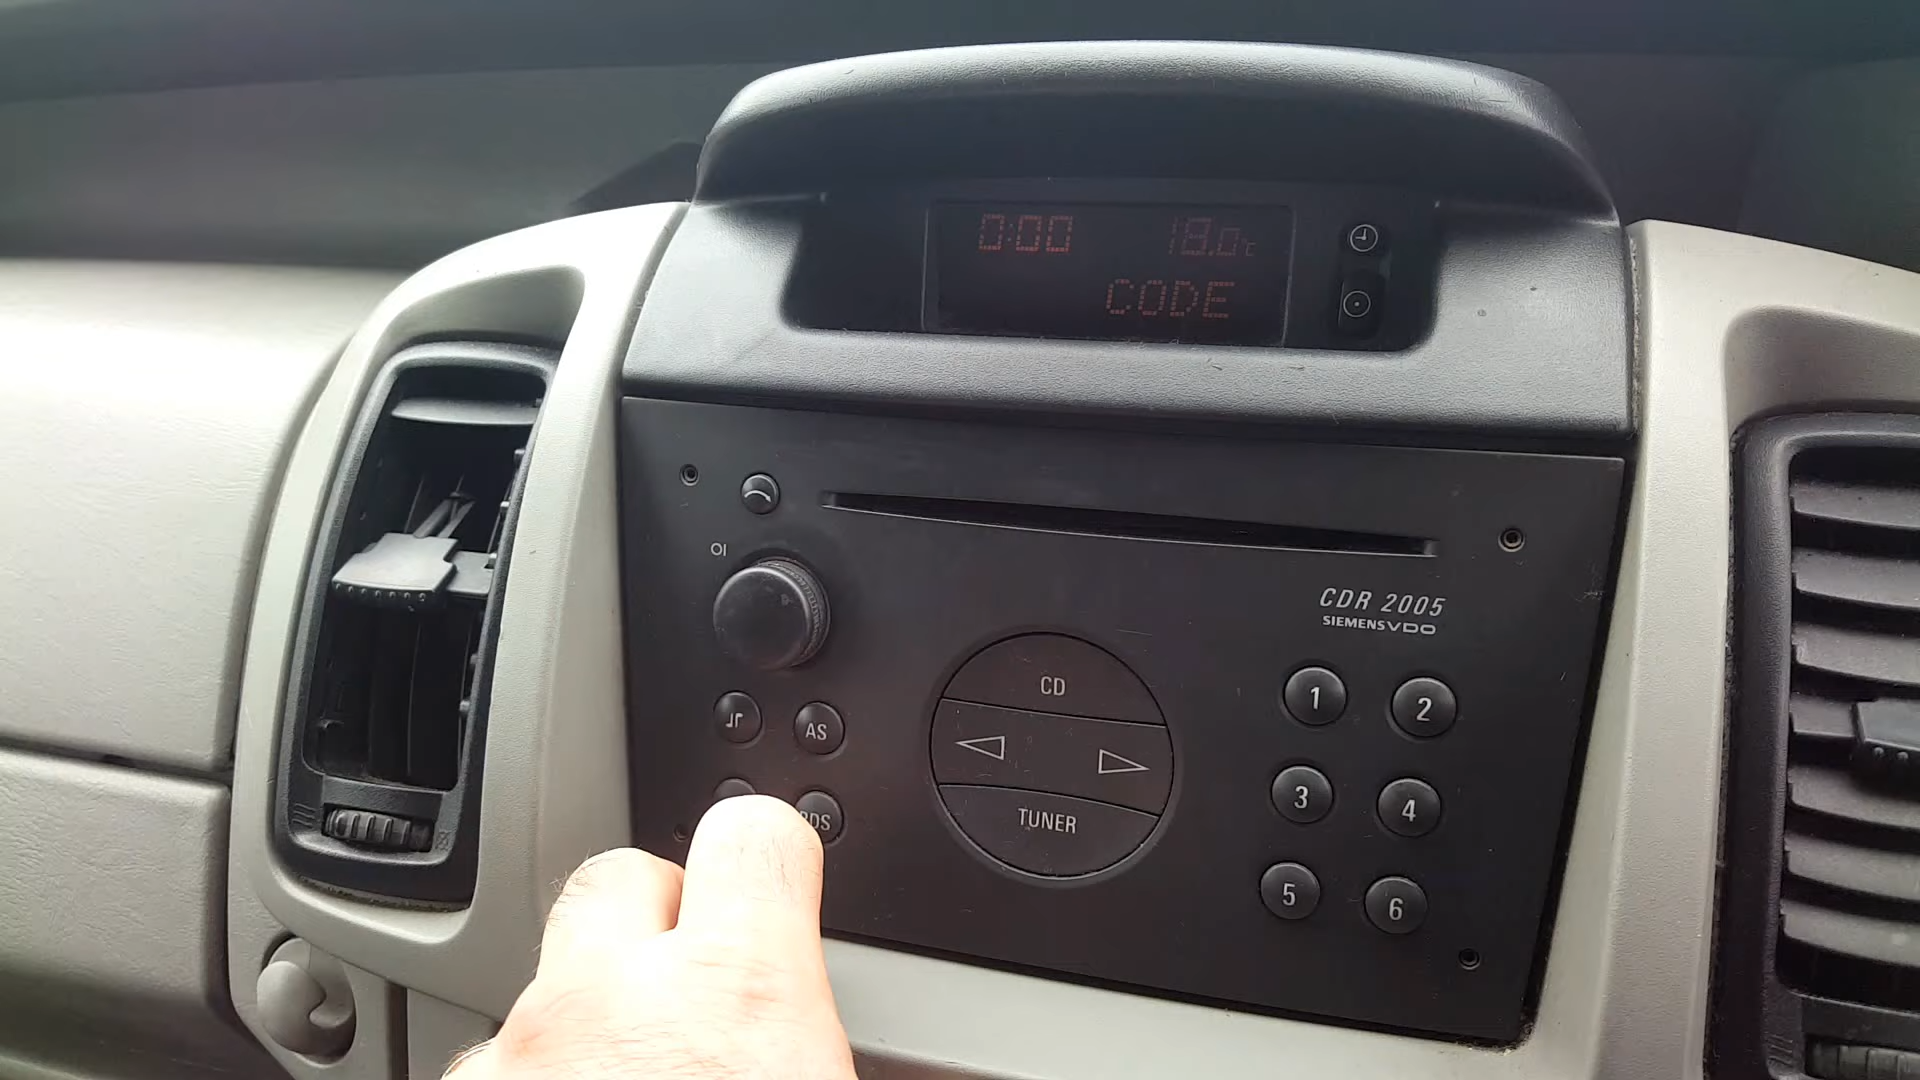 0:00 18.0°C
CODE
OI
CDR 2005
SIEMENS VDO
CD
1 2
AS
3 4
TUNER
RDS
5 6